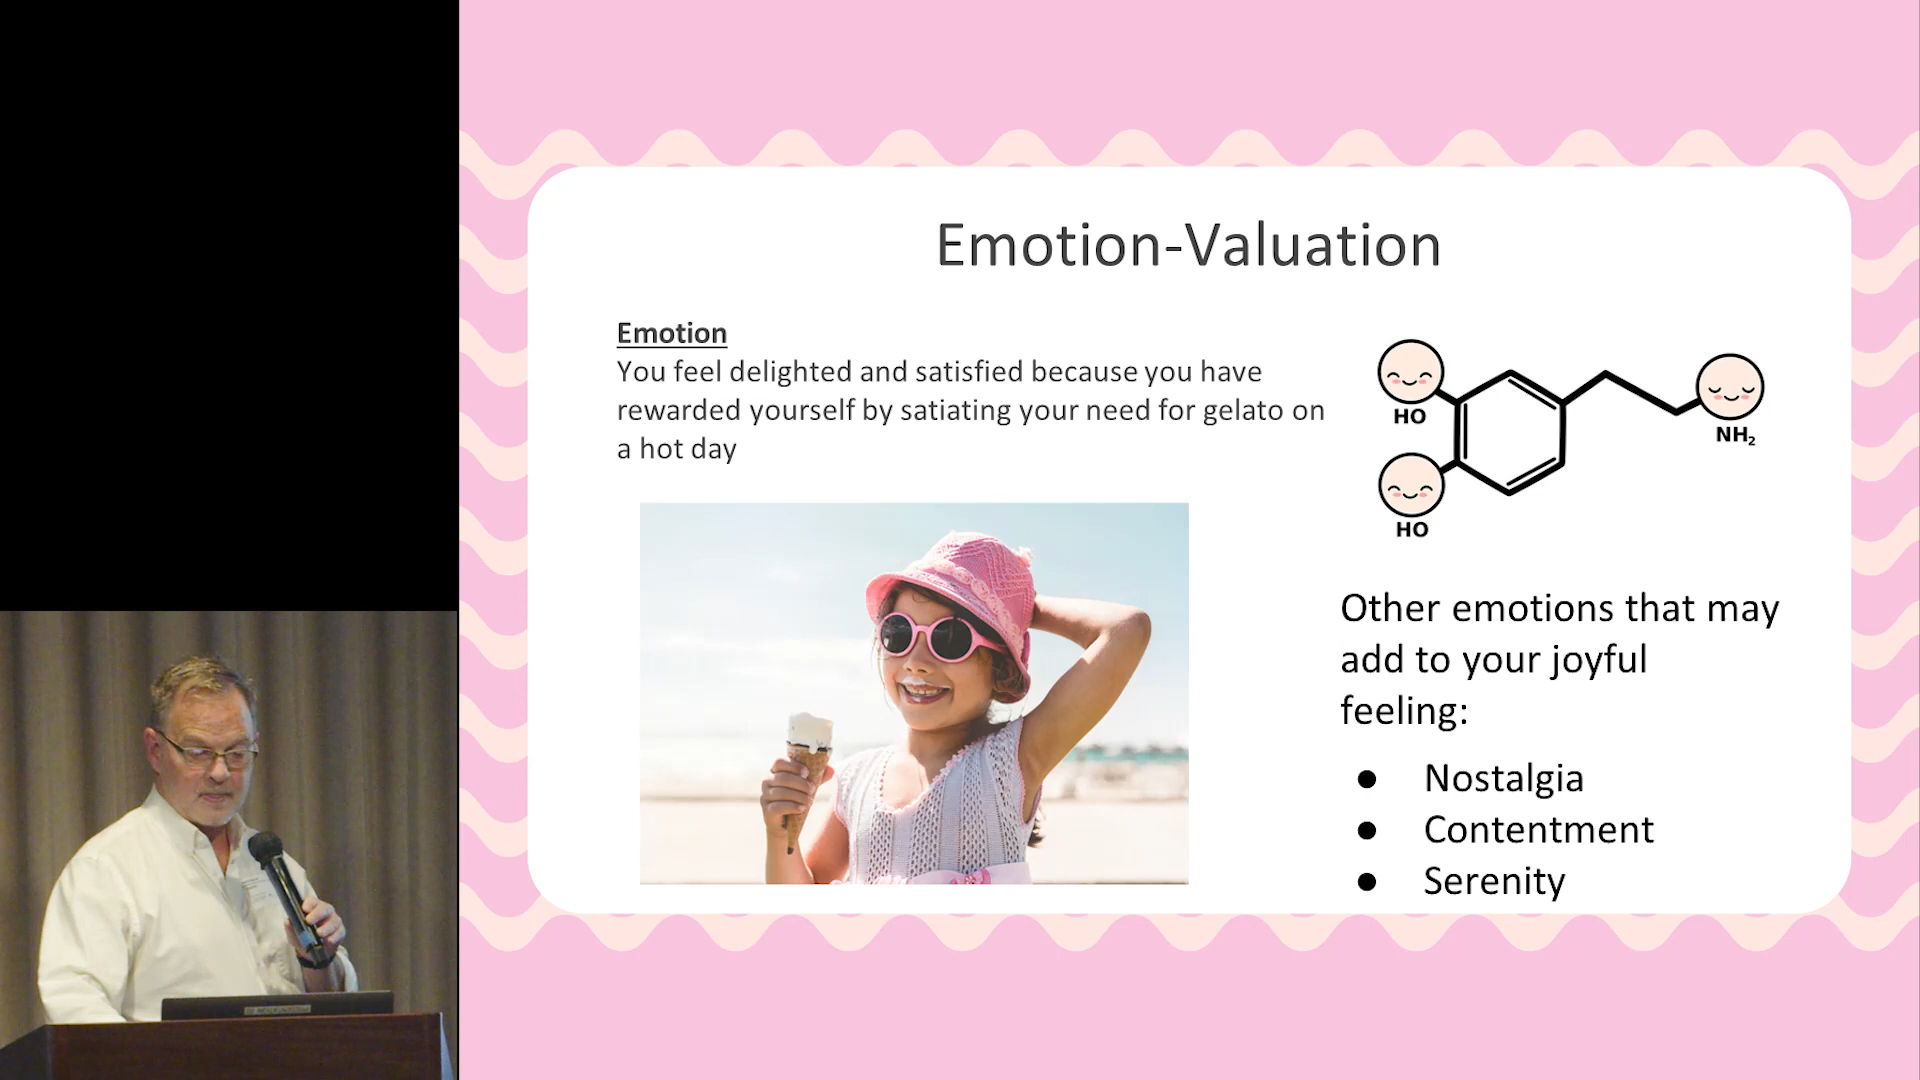 Emotion-Valuation
Emotion
You feel delighted and satisfied because you have
rewarded yourself by satiating your need for gelato on
a hot day
HO
NH₂
HO
Other emotions that may
add to your joyful
feeling:
● Nostalgia
● Contentment
● Serenity